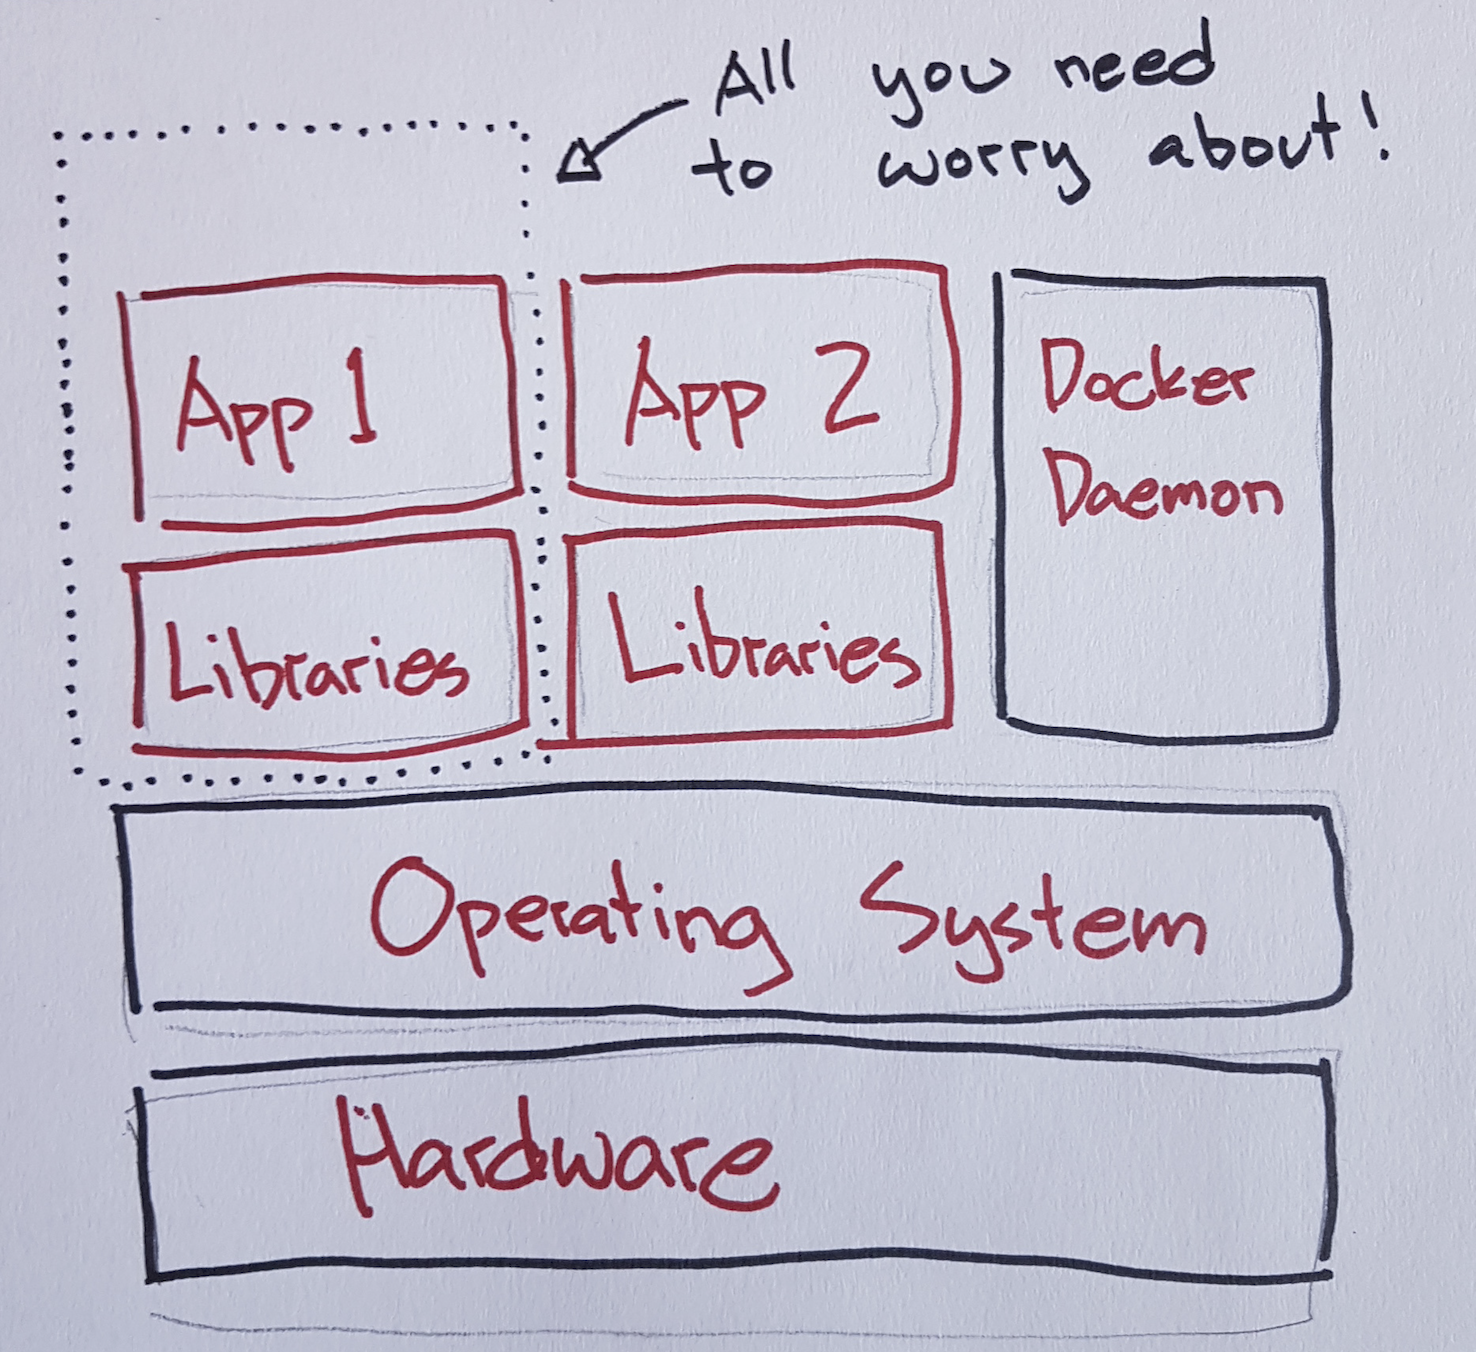 All you need
to worry about!
App 1
App 2
Docker
Daemon
Libraries
Libraries
Operating System
Hardware